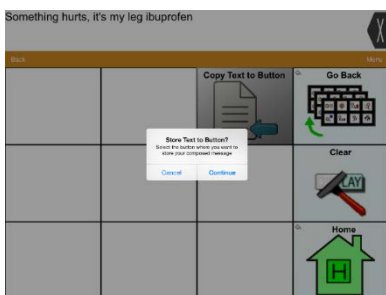 Something hurts, it's my leg ibuprofen
Back
Menu
Copy Text to Button
Go Back
Store Text to Button?
Select the button where you want to
store your composed message
Cancel
Continue
Clear
LAY
Home
H